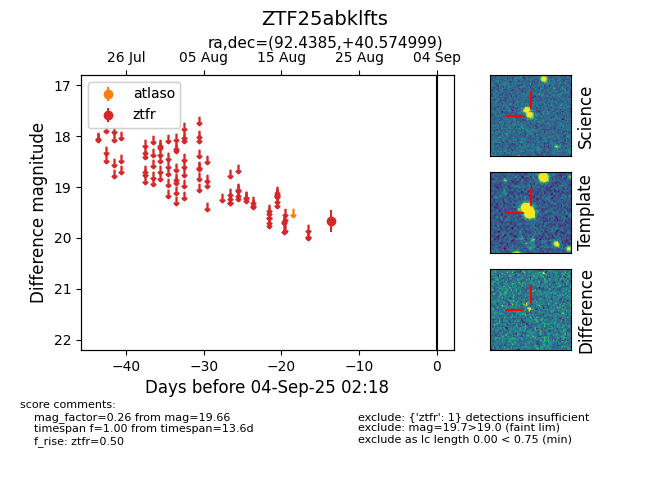 ZTF25abklfts
ra,dec=(92.4385,+40.574999)
26 Jul 05 Aug 15 Aug 25 Aug 04 Sep
atlaso
ztfr
17
18
19
20
21
22
Difference magnitude
−40 −30 −20 −10 0
Days before 04-Sep-25 02:18
Science
Template
Difference
score comments:
mag_factor=0.26 from mag=19.66
timespan f=1.00 from timespan=13.6d
f_rise: ztfr=0.50
exclude: {'ztfr': 1} detections insufficient
exclude: mag=19.7>19.0 (faint lim)
exclude as lc length 0.00 < 0.75 (min)